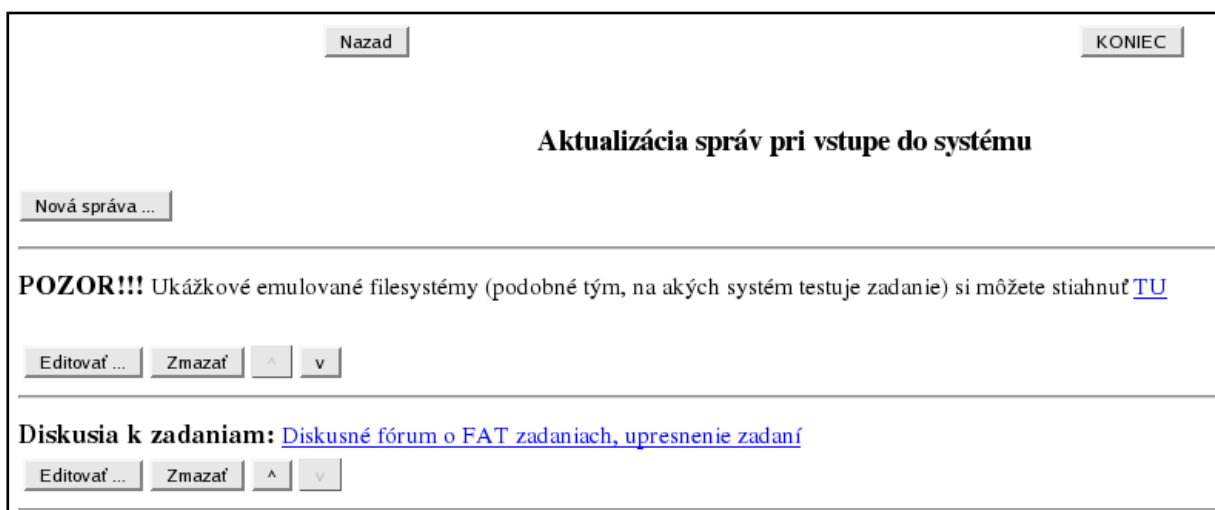 Nazad KONIEC
Aktualizácia správ pri vstupe do systému
Nová správa ...
POZOR!!! Ukážkové emulované filesystémy (podobné tým, na akých systém testuje zadanie) si môžete stiahnuť TU
Editovať ... Zmazať ^ v
Diskusia k zadaniam: Diskusné fórum o FAT zadaniach, upresnenie zadaní
Editovať ... Zmazať ^ v